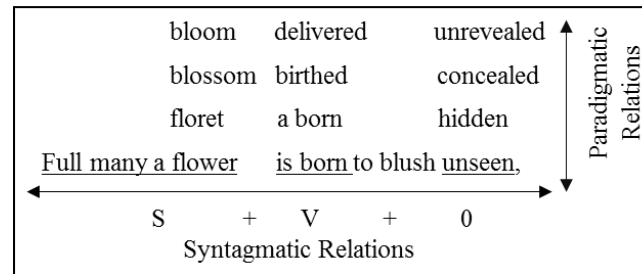 bloom delivered unrevealed
blossom birthed concealed
floret a born hidden
Full many a flower is born to blush unseen,
S + V + 0
Syntagmatic Relations
Paradigmatic
Relations